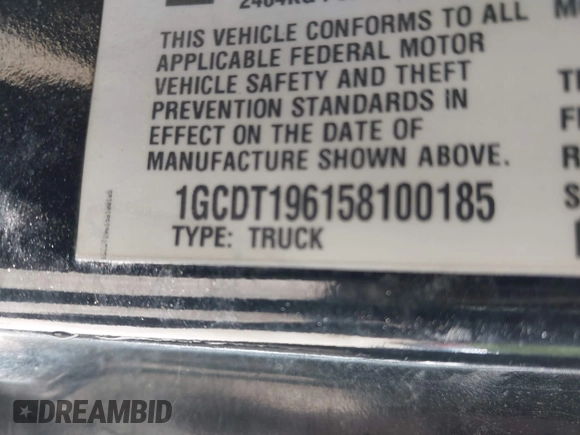 THIS VEHICLE CONFORMS TO ALL
APPLICABLE FEDERAL MOTOR
VEHICLE SAFETY AND THEFT
PREVENTION STANDARDS IN
EFFECT ON THE DATE OF
MANUFACTURE SHOWN ABOVE.
1GCDT196158100185
TYPE: TRUCK
DREAMBID